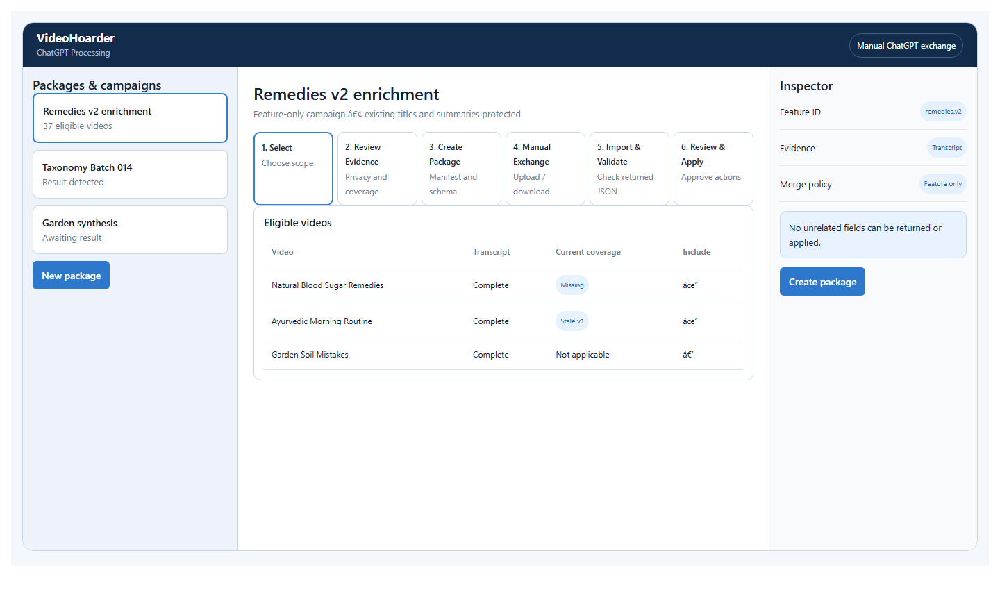 VideoHoarder
ChatGPT Processing
Manual ChatGPT exchange
Packages & campaigns
Remedies v2 enrichment
37 eligible videos
Taxonomy Batch 014
Result detected
Garden synthesis
Awaiting result
New package
Remedies v2 enrichment
Feature-only campaign â€¢ existing titles and summaries protected
1. Select
Choose scope
2. Review
Evidence
Privacy and
coverage
3. Create
Package
Manifest and
schema
4. Manual
Exchange
Upload /
download
5. Import &
Validate
Check returned
JSON
6. Review &
Apply
Approve actions
Eligible videos
Video Transcript Current coverage Include
Natural Blood Sugar Remedies Complete Missing âœ“
Ayurvedic Morning Routine Complete Stale v1 âœ“
Garden Soil Mistakes Complete Not applicable â€”
Inspector
Feature ID remedies.v2
Evidence Transcript
Merge policy Feature only
No unrelated fields can be returned or
applied.
Create package